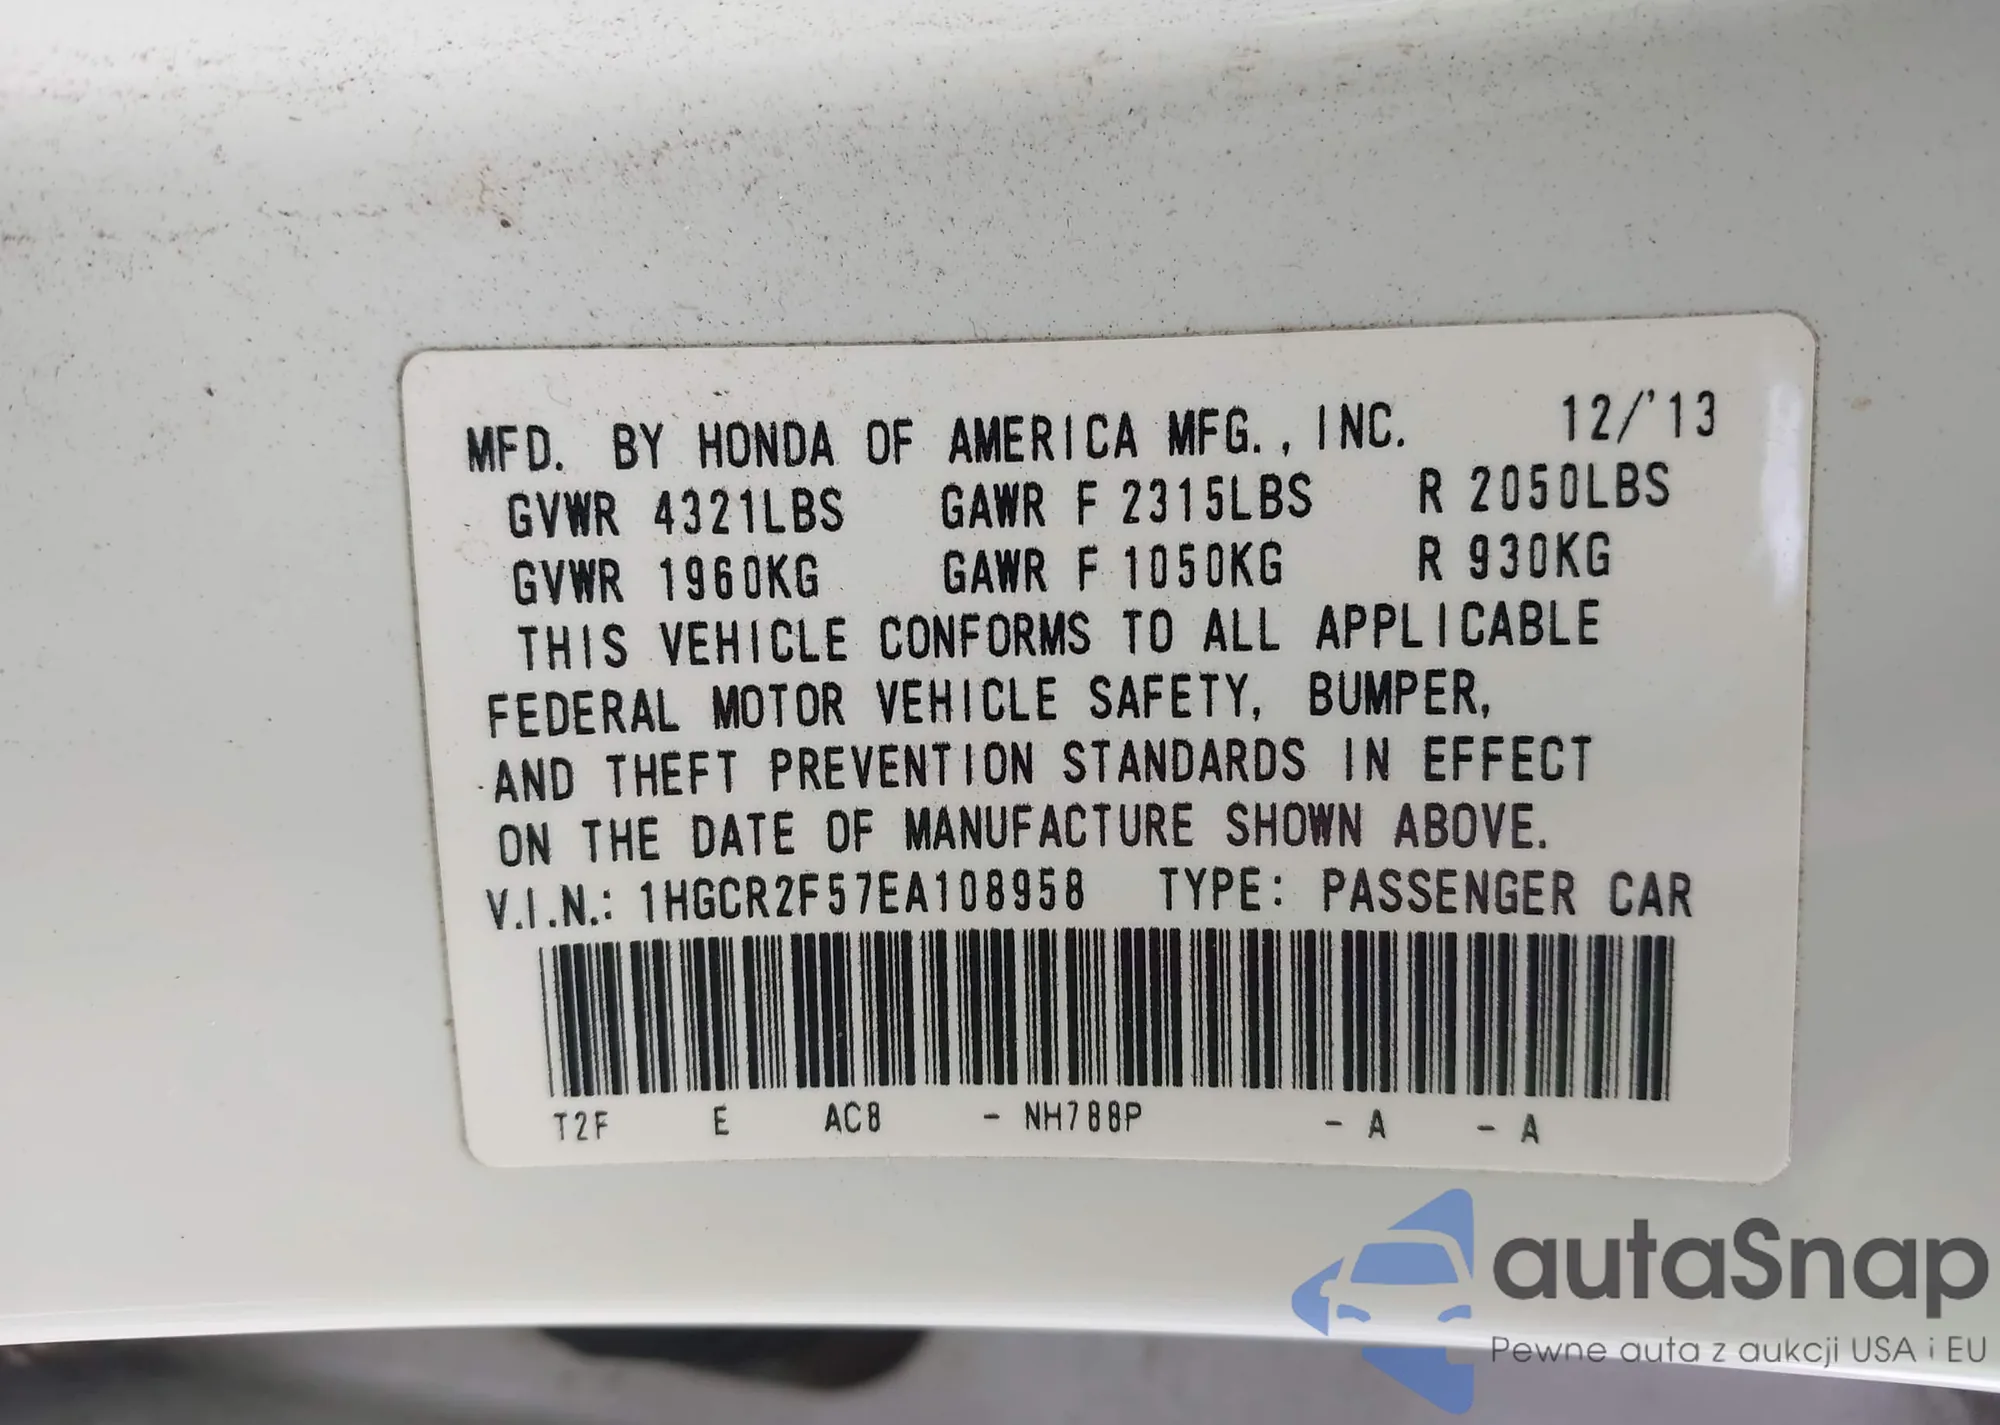 MFD. BY HONDA OF AMERICA MFG., INC. 12/'13
GVWR 4321LBS GAWR F 2315LBS R 2050LBS
GVWR 1960KG GAWR F 1050KG R 930KG
THIS VEHICLE CONFORMS TO ALL APPLICABLE
FEDERAL MOTOR VEHICLE SAFETY, BUMPER,
AND THEFT PREVENTION STANDARDS IN EFFECT
ON THE DATE OF MANUFACTURE SHOWN ABOVE.
V.I.N.: 1HGCR2F57EA108958 TYPE: PASSENGER CAR
T2F E AC8 - NH788P - A - A
autaSnap
Pewne auta z aukcji USA i EU